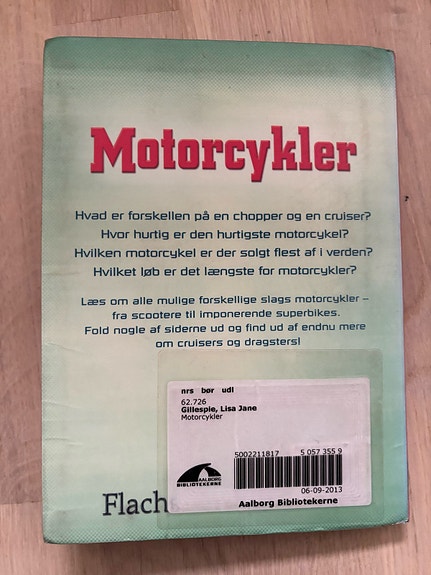 Motorcykler
Hvad er forskellen på en chopper og en cruiser?
Hvor hurtig er den hurtigste motorcykel?
Hvilken motorcykel er der solgt flest af i verden?
Hvilket løb er det længste for motorcykler?
Læs om alle mulige forskellige slags motorcykler –
fra scootere til imponerende superbikes.
Fold nogle af siderne ud og find ud af endnu mere
om cruisers og dragsters!
nrs bør udl
62.726
Gillespie, Lisa Jane
Motorcykler
5002211817 5 057 355 9
AALBORG
BIBLIOTEKERNE
06-09-2013
Aalborg Bibliotekerne
Flach